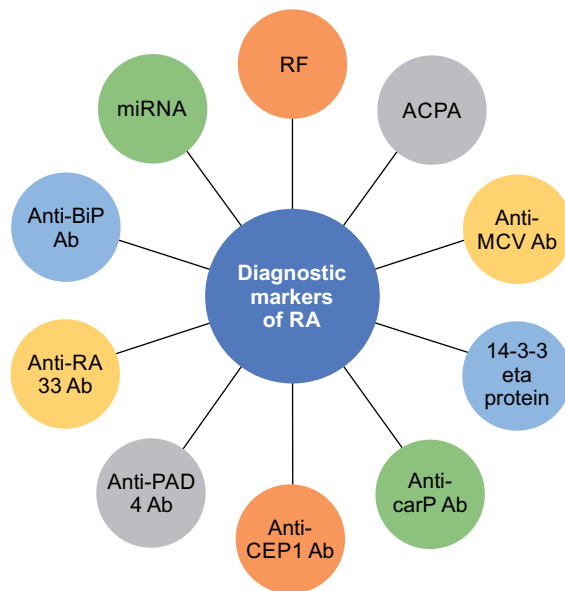 Diagnostic
markers
of RA
RF
ACPA
Anti-
MCV Ab
14-3-3
eta
protein
Anti-
carP Ab
Anti-
CEP1 Ab
Anti-PAD
4 Ab
Anti-RA
33 Ab
Anti-BiP
Ab
miRNA